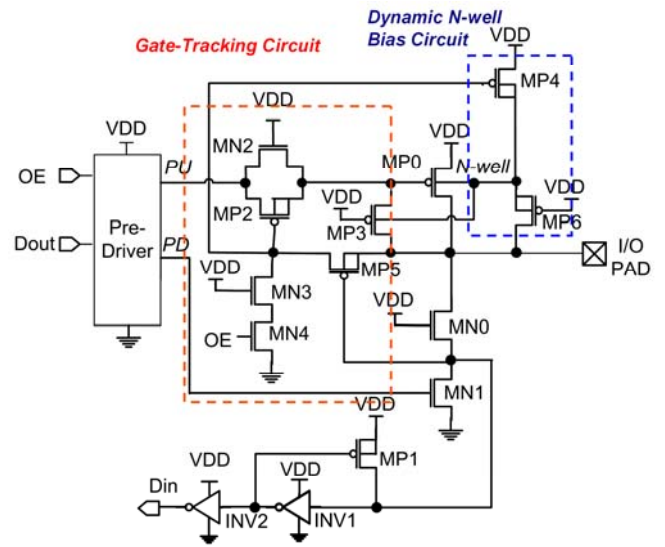 Dynamic N-well
Bias Circuit
Gate-Tracking Circuit
VDD
MP4
VDD
VDD
VDD
MN2
PU
OE
MP0
N-well
VDD
MP2
VDD
MP3
MP6
Pre-
Driver
Dout
PD
MP5
I/O
PAD
VDD
MN3
VDD
MN0
OE
MN4
MN1
VDD
MP1
VDD
VDD
Din
INV2
INV1